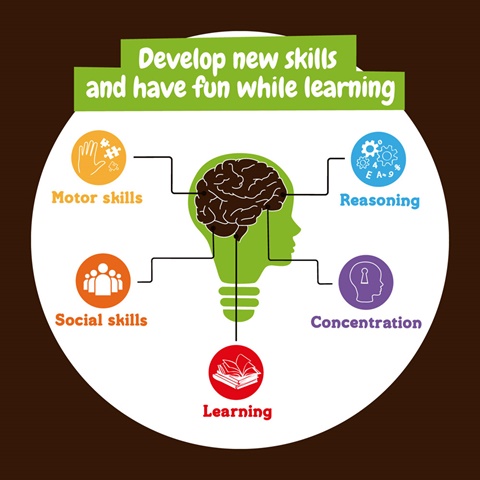 Develop new skills
and have fun while learning
Motor skills
Reasoning
Social skills
Concentration
Learning